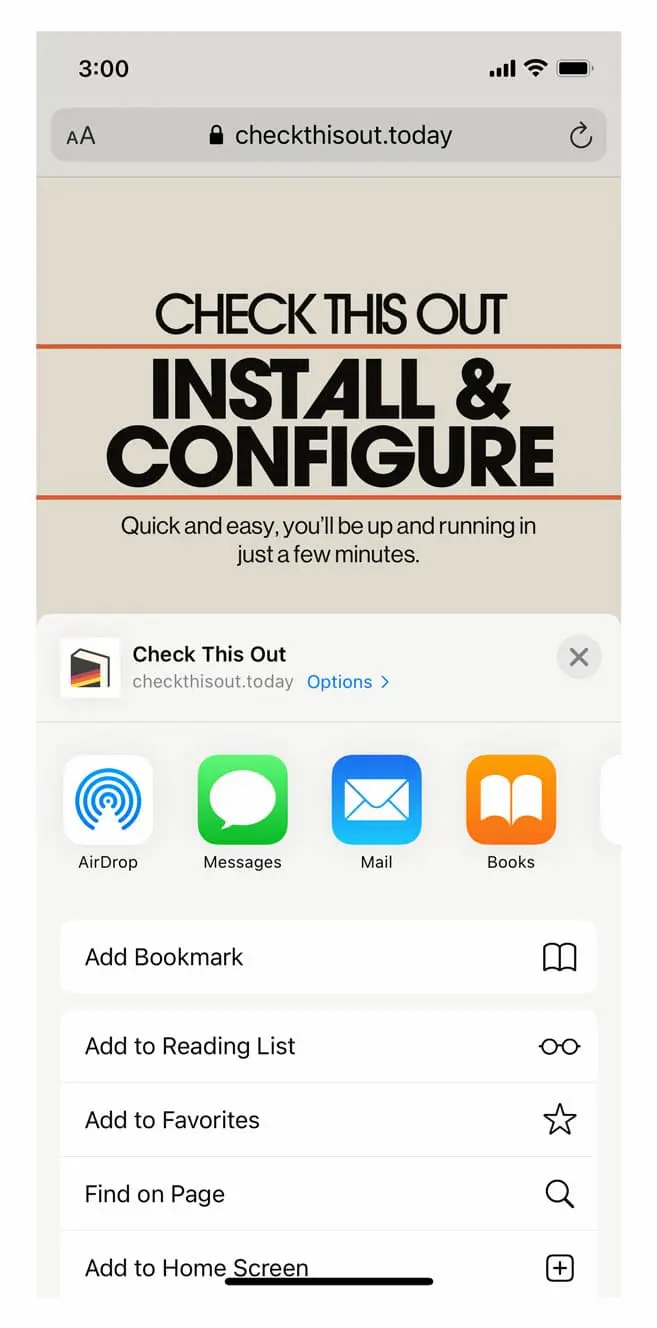 3:00
AA
checkthisout.today
CHECK THIS OUT
INSTALL &
CONFIGURE
Quick and easy, you'll be up and running in
just a few minutes.
Check This Out
checkthisout.today Options >
AirDrop
Messages
Mail
Books
Add Bookmark
Add to Reading List
Add to Favorites
Find on Page
Add to Home Screen